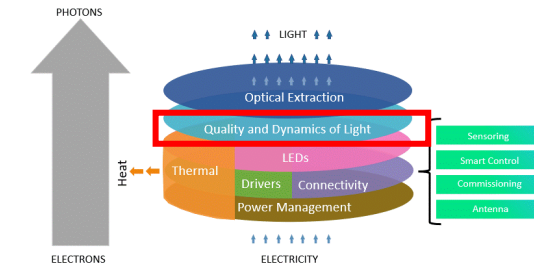 PHOTONS
LIGHT
Optical Extraction
Quality and Dynamics of Light
LEDs
Thermal
Heat
Drivers
Connectivity
Power Management
Sensoring
Smart Control
Commissioning
Antenna
ELECTRONS
ELECTRICITY